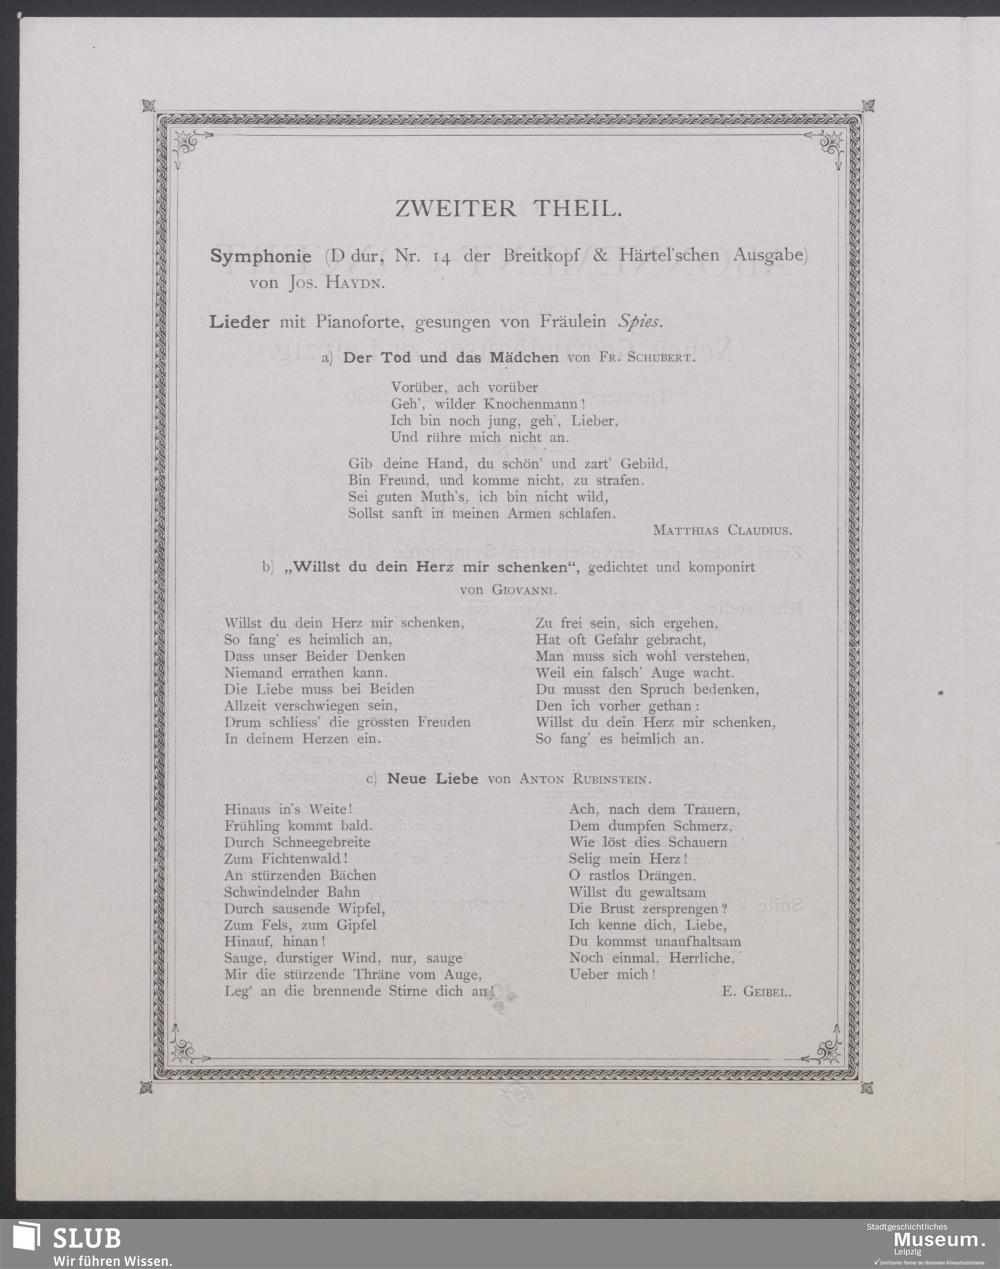 ZWEITER THEIL.
Symphonie (D dur, Nr. 14 der Breitkopf & Härtel'schen Ausgabe)
von Jos. Haydn.
Lieder mit Pianoforte, gesungen von Fräulein Spies.
a) Der Tod und das Mädchen von Fr. Schubert.
Vorüber, ach vorüber
Geh', wilder Knochenmann!
Ich bin noch jung, geh', Lieber,
Und rühre mich nicht an.
Gib deine Hand, du schön' und zart' Gebild,
Bin Freund, und komme nicht, zu strafen.
Sei guten Muth's, ich bin nicht wild,
Sollst sanft in meinen Armen schlafen.
Matthias Claudius.
b) „Willst du dein Herz mir schenken“, gedichtet und komponirt
von Giovanni.
Willst du dein Herz mir schenken,
So fang' es heimlich an,
Dass unser Beider Denken
Niemand errathen kann.
Die Liebe muss bei Beiden
Allzeit verschwiegen sein,
Drum schliess' die grössten Freuden
In deinem Herzen ein.
Zu frei sein, sich ergehen,
Hat oft Gefahr gebracht,
Man muss sich wohl verstehen,
Weil ein falsch' Auge wacht.
Du musst den Spruch bedenken,
Den ich vorher gethan:
Willst du dein Herz mir schenken,
So fang' es heimlich an.
c) Neue Liebe von Anton Rubinstein.
Hinaus in's Weite!
Frühling kommt bald.
Durch Schneegebreite
Zum Fichtenwald!
An stürzenden Bächen
Schwindelnder Bahn
Durch sausende Wipfel,
Zum Fels, zum Gipfel
Hinauf, hinan!
Sauge, durstiger Wind, nur, sauge
Mir die stürzende Thräne vom Auge,
Leg' an die brennende Stirne dich an!
Ach, nach dem Trauern,
Dem dumpfen Schmerz,
Wie löst dies Schauern
Selig mein Herz!
O rastlos Drängen,
Willst du gewaltsam
Die Brust zersprengen?
Ich kenne dich, Liebe,
Du kommst unaufhaltsam
Noch einmal, Herrliche,
Ueber mich!
E. Geibel.
SLUB
Wir führen Wissen.
Stadtgeschichtliches
Museum.
Leipzig
Zertifizierter Partner der Nationalen Klimaschutzinitiative